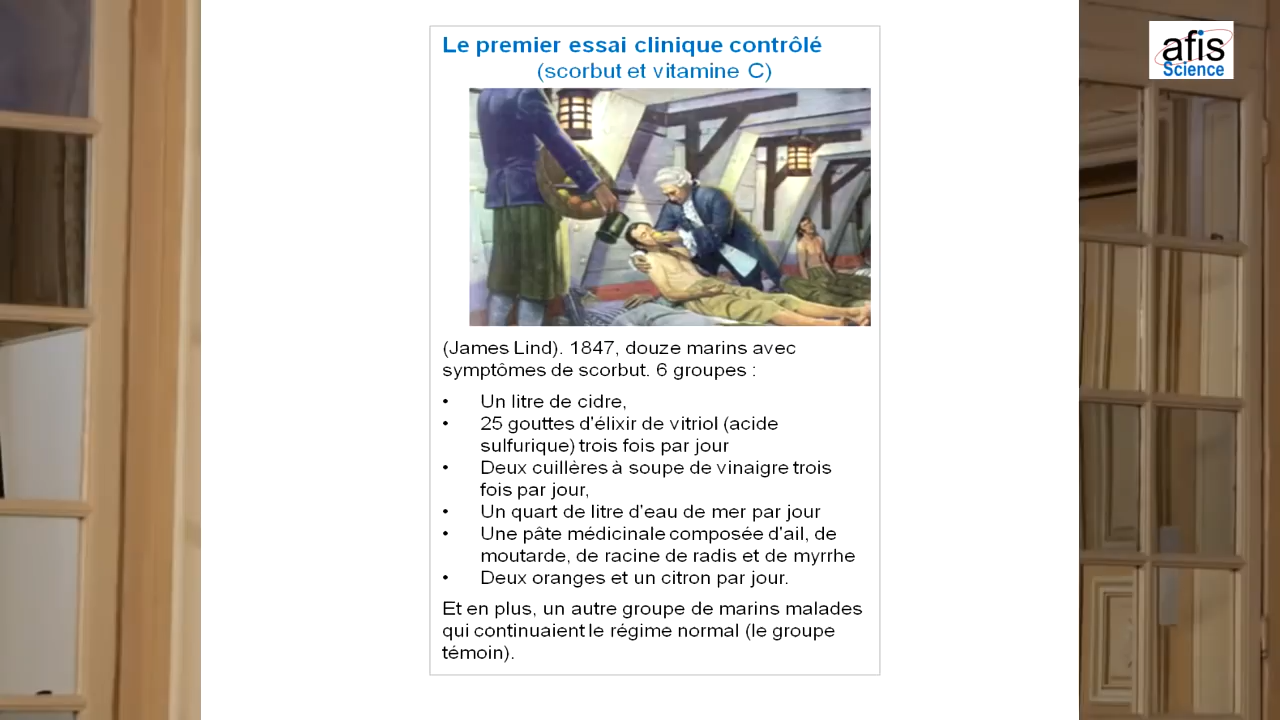 Le premier essai clinique contrôlé
(scorbut et vitamine C)
afis
Science
(James Lind). 1847, douze marins avec
symptômes de scorbut. 6 groupes :
• Un litre de cidre,
• 25 gouttes d'élixir de vitriol (acide
sulfurique) trois fois par jour
• Deux cuillères à soupe de vinaigre trois
fois par jour,
• Un quart de litre d'eau de mer par jour
• Une pâte médicinale composée d'ail, de
moutarde, de racine de radis et de myrrhe
• Deux oranges et un citron par jour.
Et en plus, un autre groupe de marins malades
qui continuaient le régime normal (le groupe
témoin).